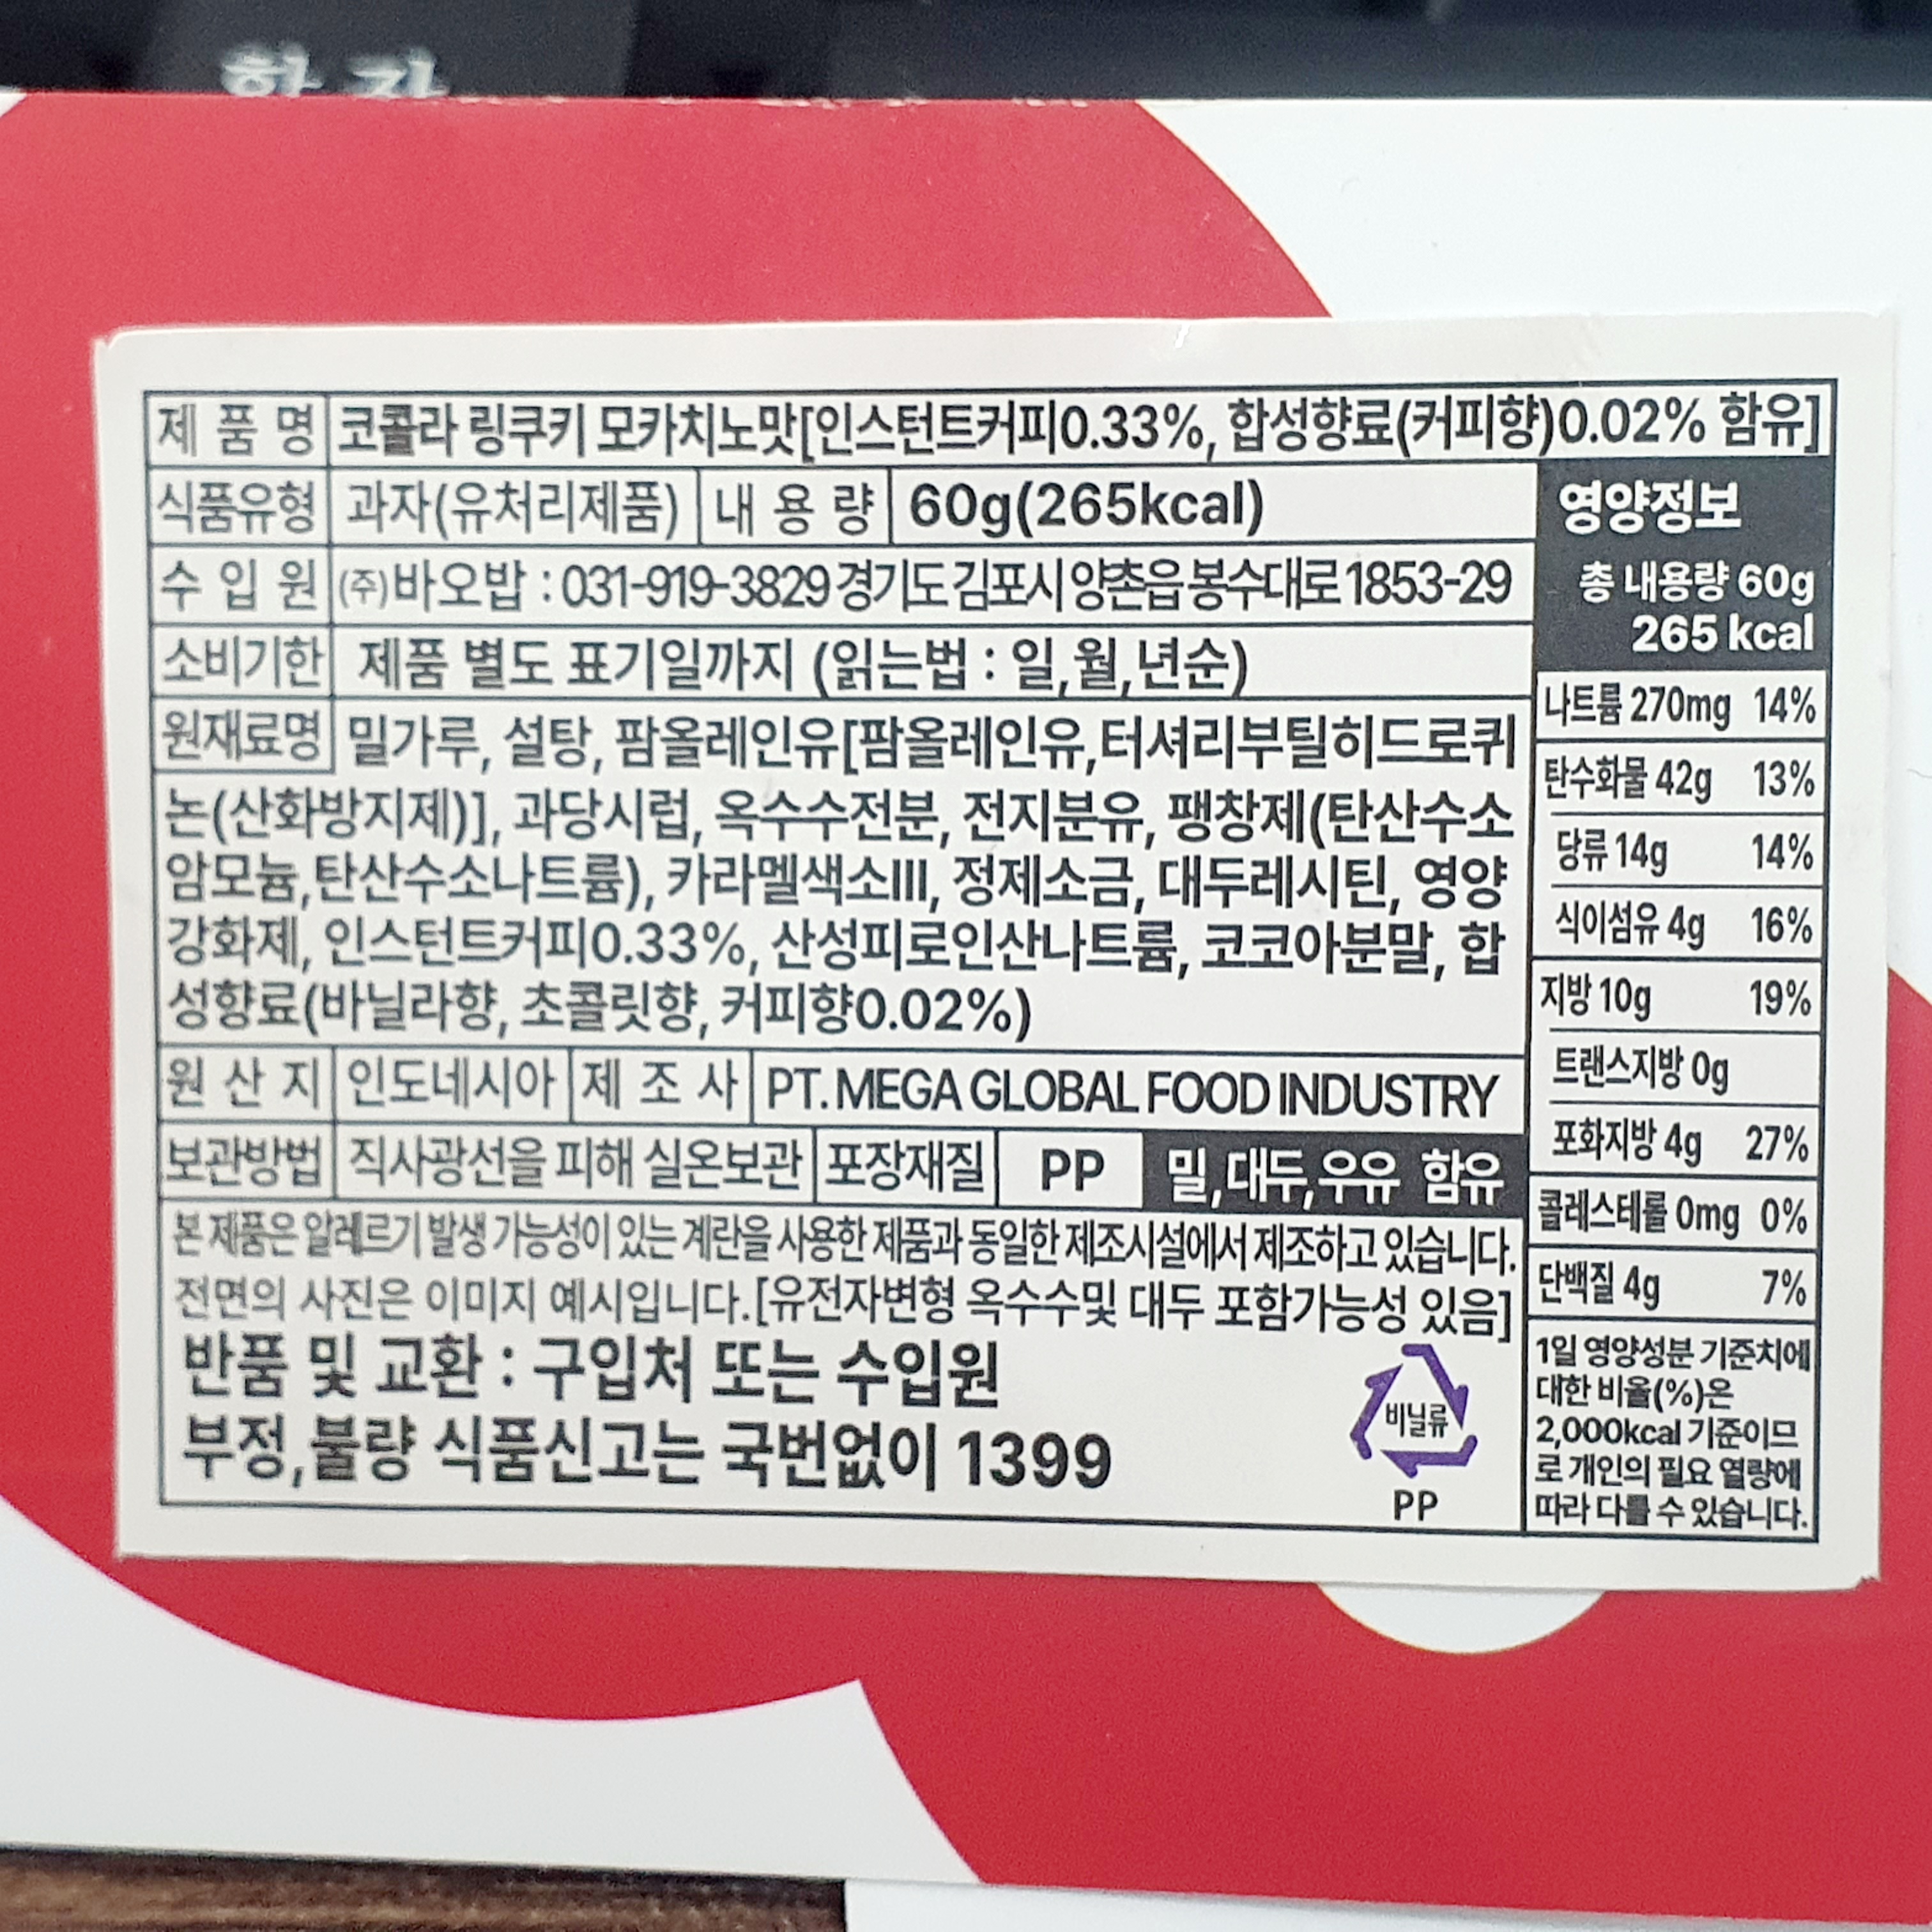 제 품 명 코콜라 링쿠키 모카치노맛[인스턴트커피0.33%, 합성향료(커피향)0.02% 함유]
식품유형 과자(유처리제품) 내 용 량 60g(265kcal)
수 입 원 (주)바오밥 : 031-919-3829 경기도 김포시 양촌읍 봉수대로 1853-29
소비기한 제품 별도 표기일까지 (읽는법 : 일,월,년순)
원재료명 밀가루, 설탕, 팜올레인유[팜올레인유,터셔리부틸히드로퀴
논(산화방지제)], 과당시럽, 옥수수전분, 전지분유, 팽창제(탄산수소
암모늄,탄산수소나트륨), 카라멜색소III, 정제소금, 대두레시틴, 영양
강화제, 인스턴트커피0.33%, 산성피로인산나트륨, 코코아분말, 합
성향료(바닐라향, 초콜릿향, 커피향0.02%)
원 산 지 인도네시아 제 조 사 PT. MEGA GLOBAL FOOD INDUSTRY
보관방법 직사광선을 피해 실온보관 포장재질 PP 밀,대두,우유 함유
본 제품은 알레르기 발생 가능성이 있는 계란을 사용한 제품과 동일한 제조시설에서 제조하고 있습니다.
전면의 사진은 이미지 예시입니다.[유전자변형 옥수수및 대두 포함가능성 있음]
반품 및 교환 : 구입처 또는 수입원
부정,불량 식품신고는 국번없이 1399
비닐류
PP
영양정보
총 내용량 60g
265 kcal
나트륨 270mg 14%
탄수화물 42g 13%
당류 14g 14%
식이섬유 4g 16%
지방 10g 19%
트랜스지방 0g
포화지방 4g 27%
콜레스테롤 0mg 0%
단백질 4g 7%
1일 영양성분 기준치에
대한 비율(%)은
2,000kcal 기준이므
로 개인의 필요 열량에
따라 다를 수 있습니다.